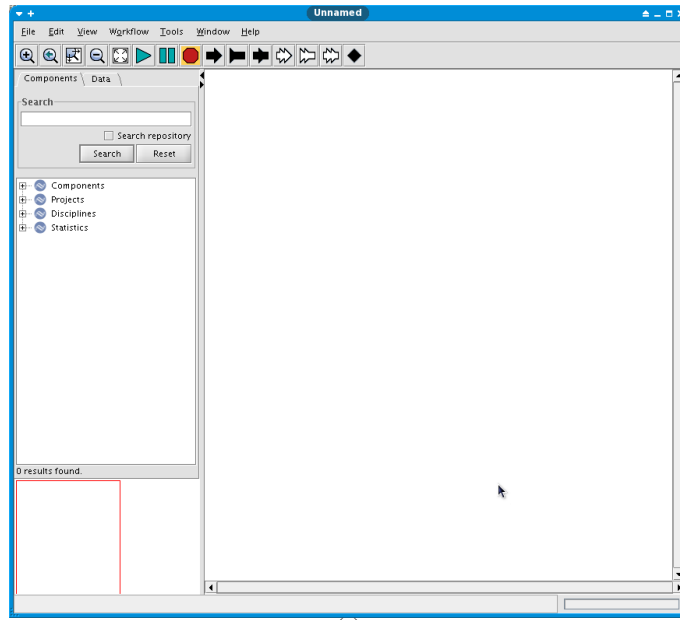 Unnamed
File Edit View Workflow Tools Window Help
Components Data
Search
Search repository
Search Reset
Components
Projects
Disciplines
Statistics
0 results found.